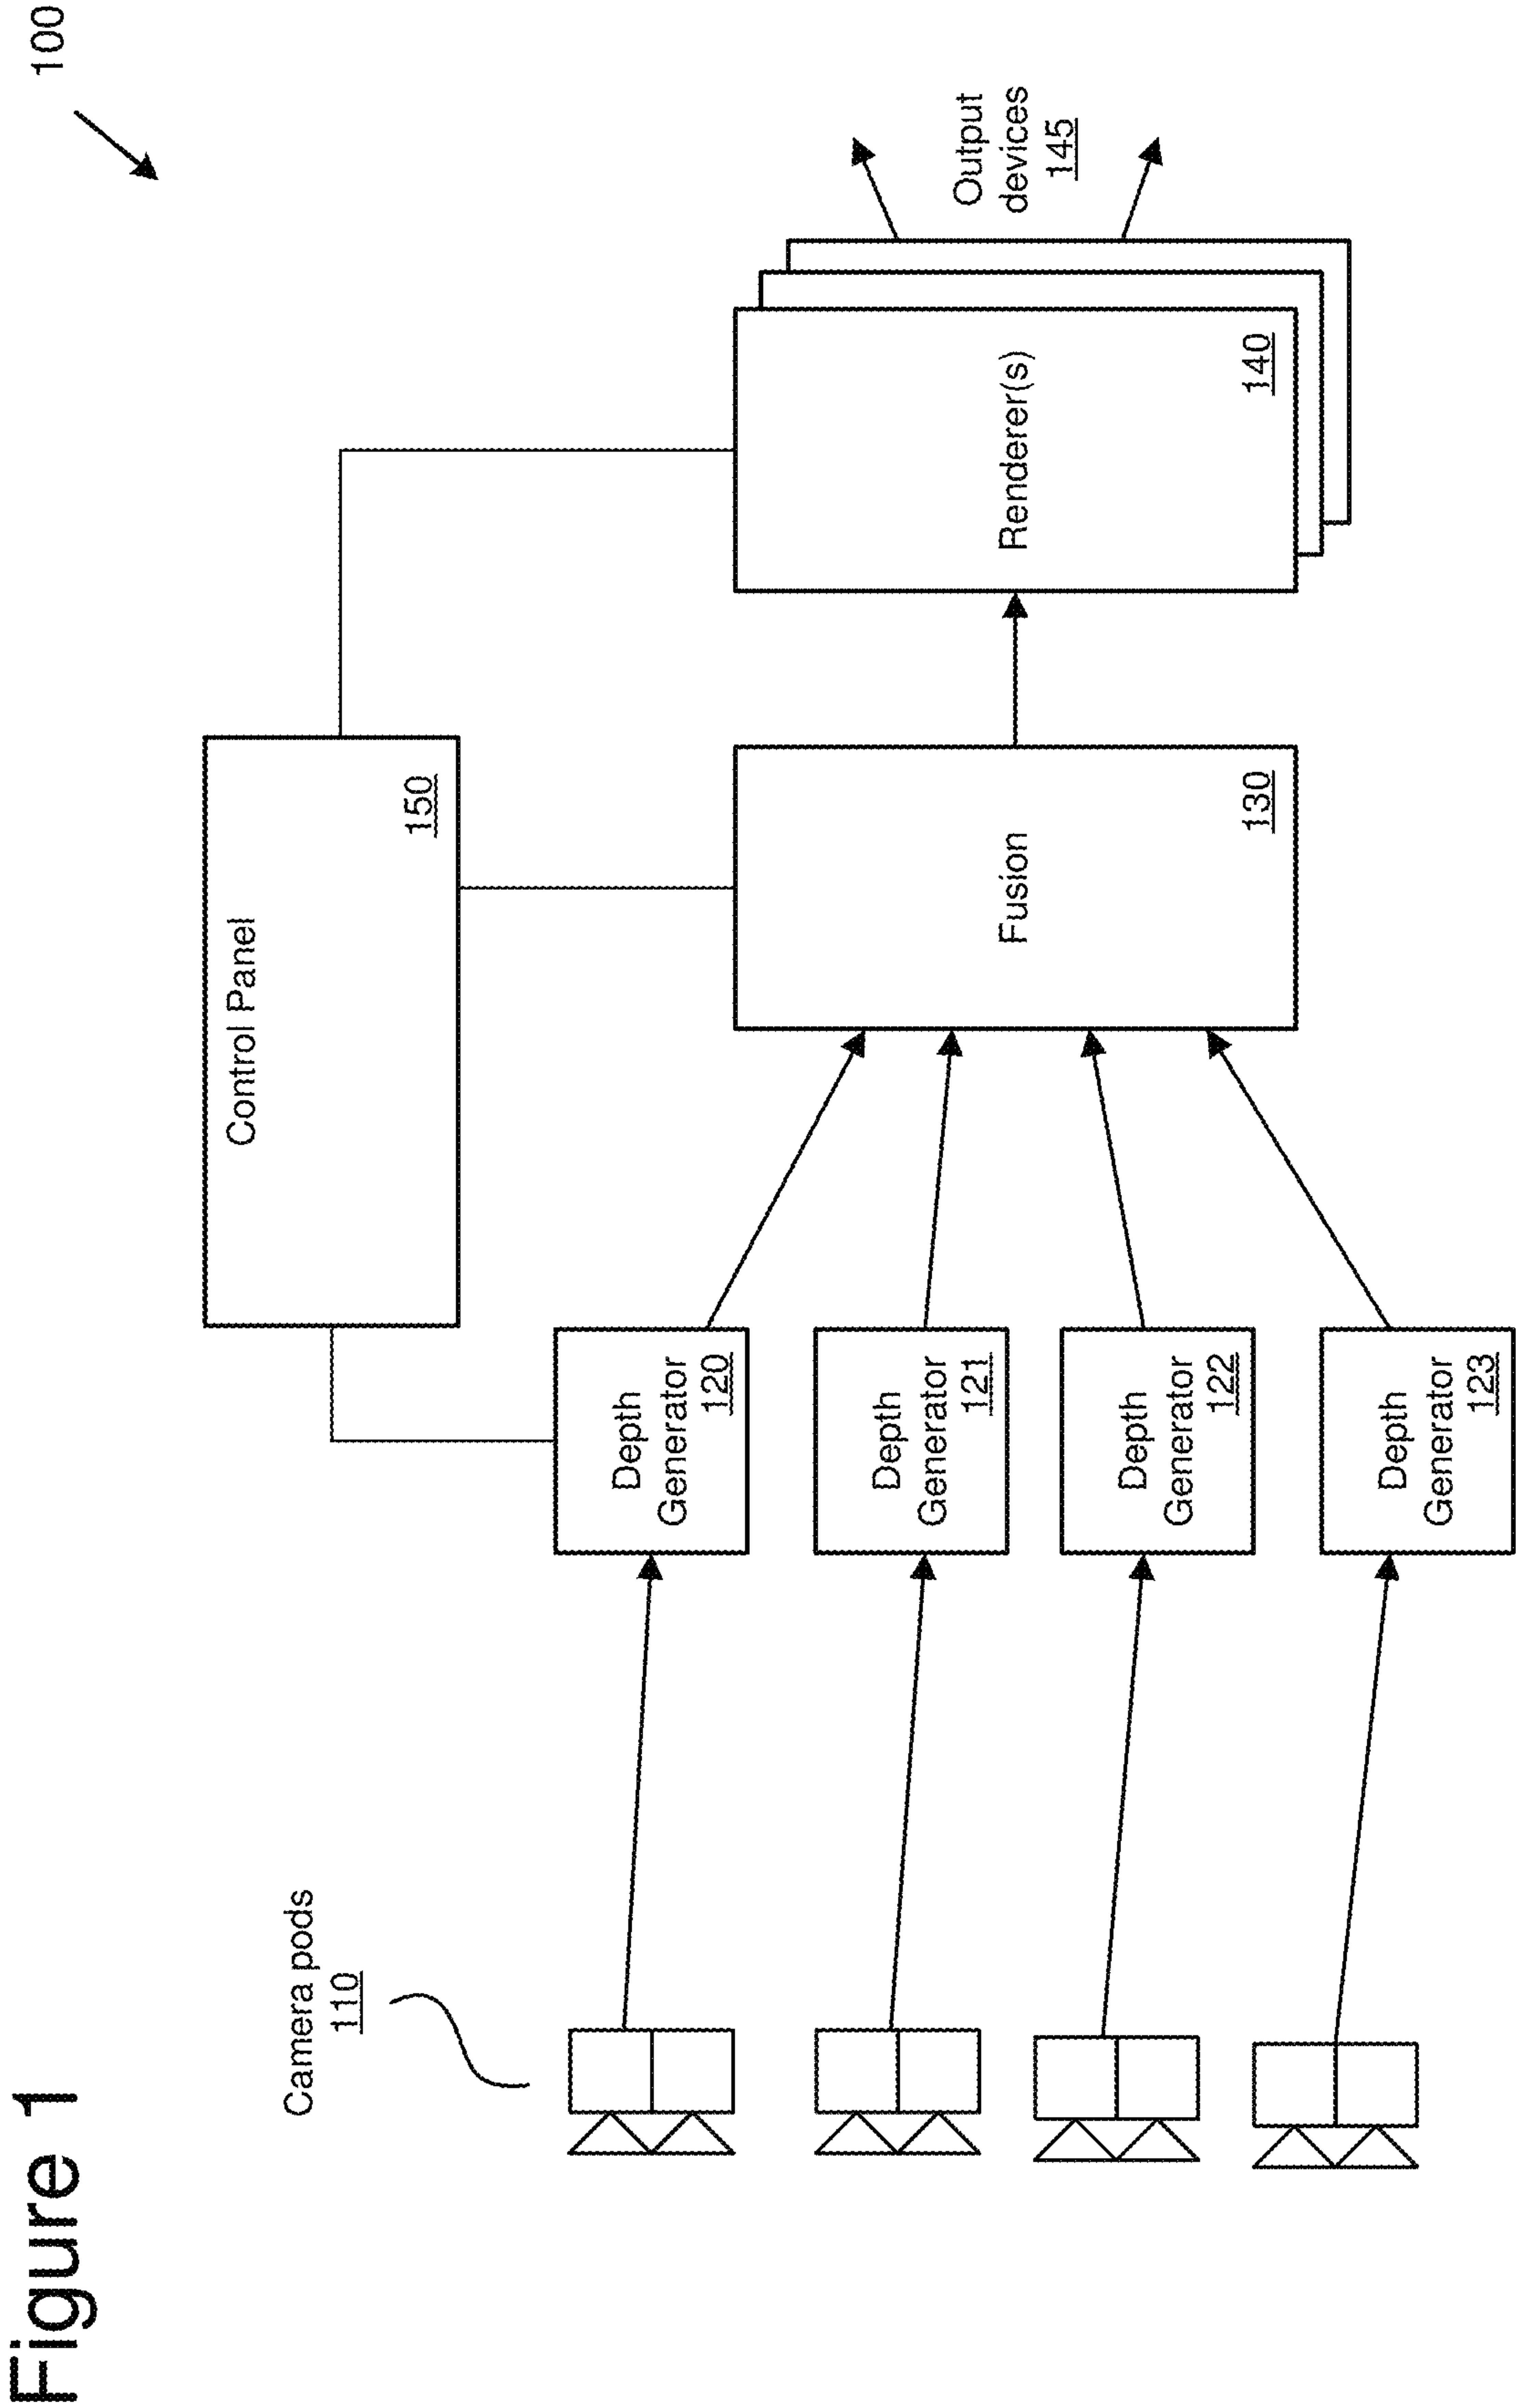 Figure 1
100
Camera pods
110
Control Panel
150
Depth
Generator
120
Depth
Generator
121
Depth
Generator
122
Depth
Generator
123
Fusion
130
Renderer(s)
140
Output
devices
145